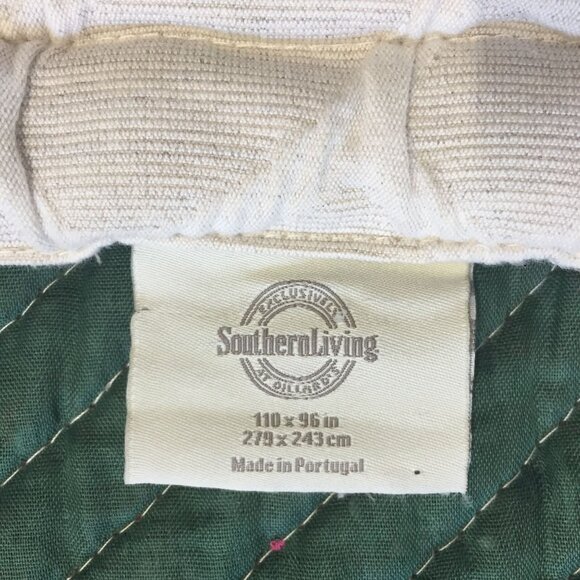 EXCLUSIVELY
SouthernLiving
AT DILLARD'S
110 x 96 in
279 x 243 cm
Made in Portugal